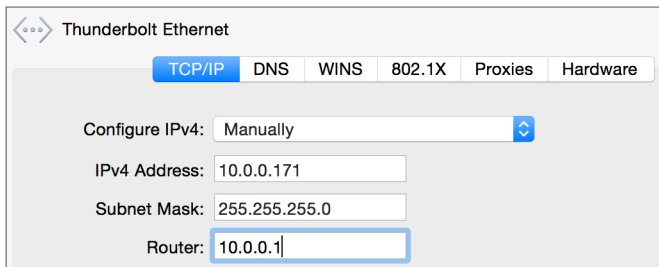 Thunderbolt Ethernet
TCP/IP DNS WINS 802.1X Proxies Hardware
Configure IPv4: Manually
IPv4 Address: 10.0.0.171
Subnet Mask: 255.255.255.0
Router: 10.0.0.1